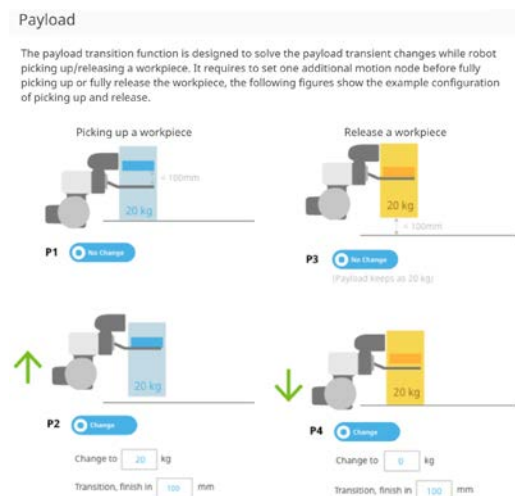 Payload
The payload transition function is designed to solve the payload transient changes while robot
picking up/releasing a workpiece. It requires to set one additional motion node before fully
picking up or fully release the workpiece, the following figures show the example configuration
of picking up and release.
Picking up a workpiece
Release a workpiece
< 100mm
20 kg
20 kg
< 100mm
P1 No Change
P3 No Change
(Payload keeps as 20 kg)
20 kg
20 kg
P2 Change
P4 Change
Change to 20 kg
Change to 0 kg
Transition, finish in 100 mm
Transition, finish in 100 mm